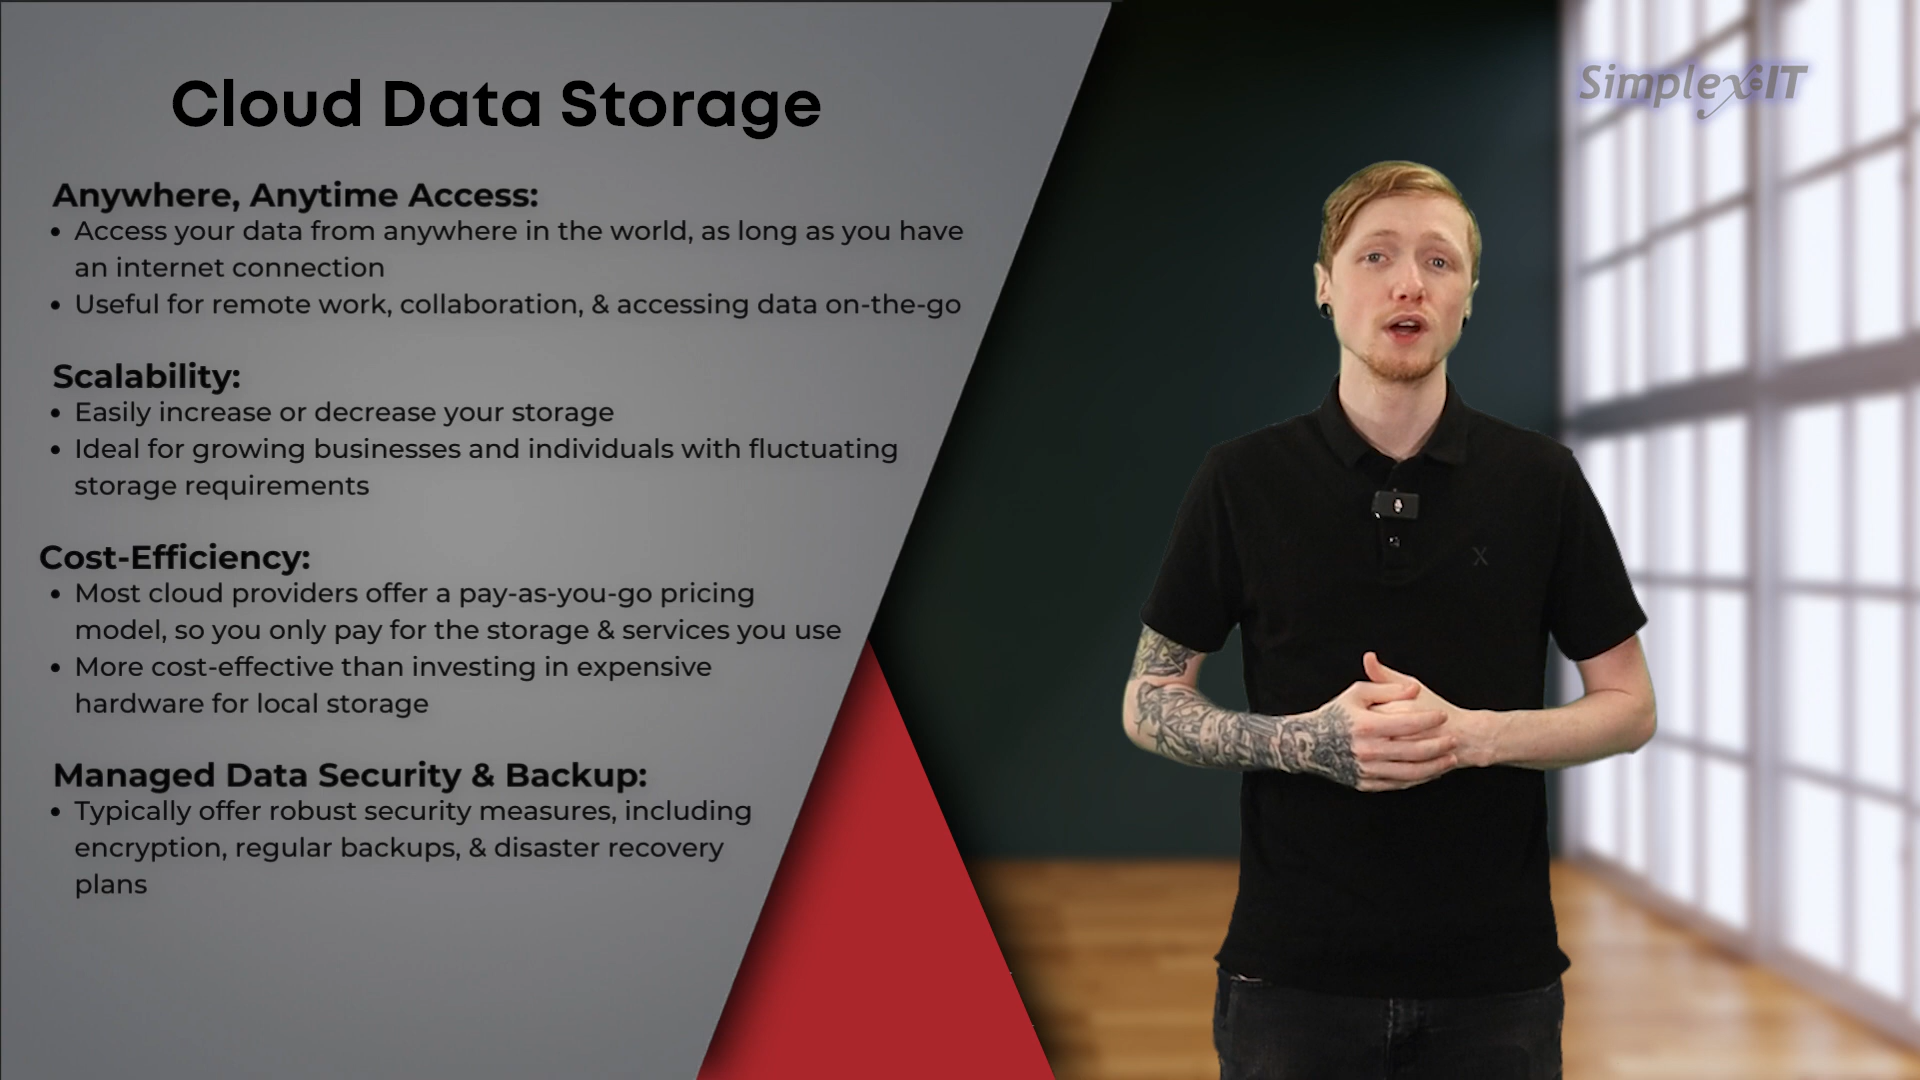 Cloud Data Storage
Simplex-IT
Anywhere, Anytime Access:
• Access your data from anywhere in the world, as long as you have
an internet connection
• Useful for remote work, collaboration, & accessing data on-the-go
Scalability:
• Easily increase or decrease your storage
• Ideal for growing businesses and individuals with fluctuating
storage requirements
Cost-Efficiency:
• Most cloud providers offer a pay-as-you-go pricing
model, so you only pay for the storage & services you use
• More cost-effective than investing in expensive
hardware for local storage
Managed Data Security & Backup:
• Typically offer robust security measures, including
encryption, regular backups, & disaster recovery
plans
X